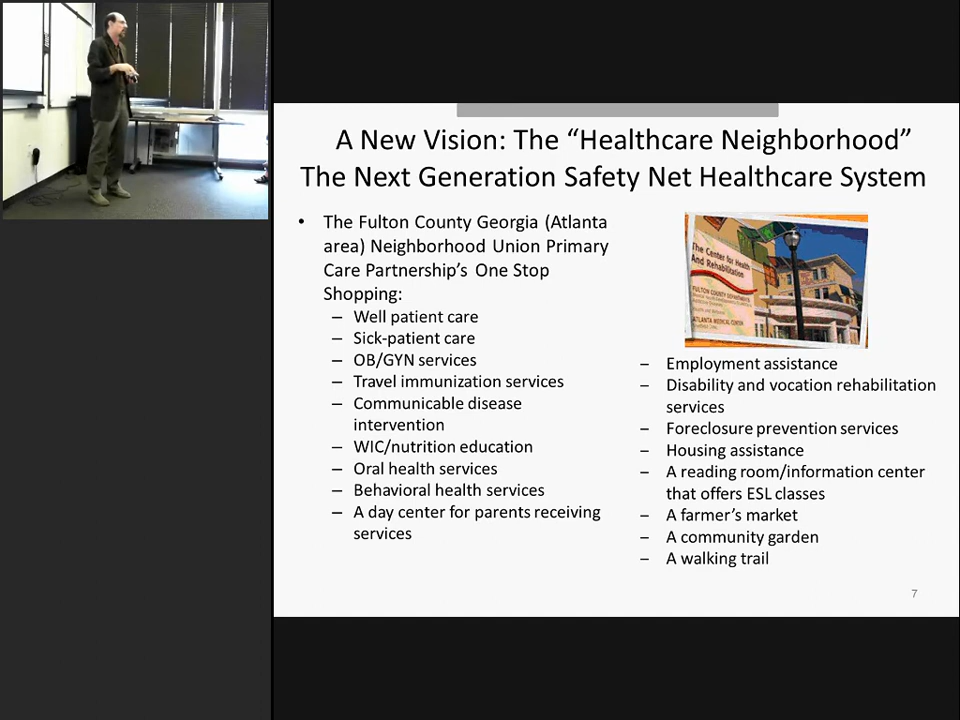 A New Vision: The “Healthcare Neighborhood”
The Next Generation Safety Net Healthcare System
• The Fulton County Georgia (Atlanta
area) Neighborhood Union Primary
Care Partnership’s One Stop
Shopping:
– Well patient care
– Sick-patient care
– OB/GYN services
– Travel immunization services
– Communicable disease
intervention
– WIC/nutrition education
– Oral health services
– Behavioral health services
– A day center for parents receiving
services
The Center for Health
And Rehabilitation
FULTON COUNTY DEPARTMENTS
ATLANTA MEDICAL CENTER
– Employment assistance
– Disability and vocation rehabilitation
services
– Foreclosure prevention services
– Housing assistance
– A reading room/information center
that offers ESL classes
– A farmer’s market
– A community garden
– A walking trail
7